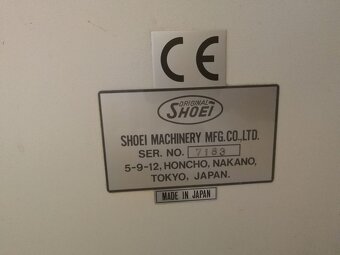 CE
ORIGINAL
SHOEI
SHOEI MACHINERY MFG.CO.,LTD.
SER. NO. 7183
5-9-12, HONCHO, NAKANO,
TOKYO, JAPAN.
MADE IN JAPAN